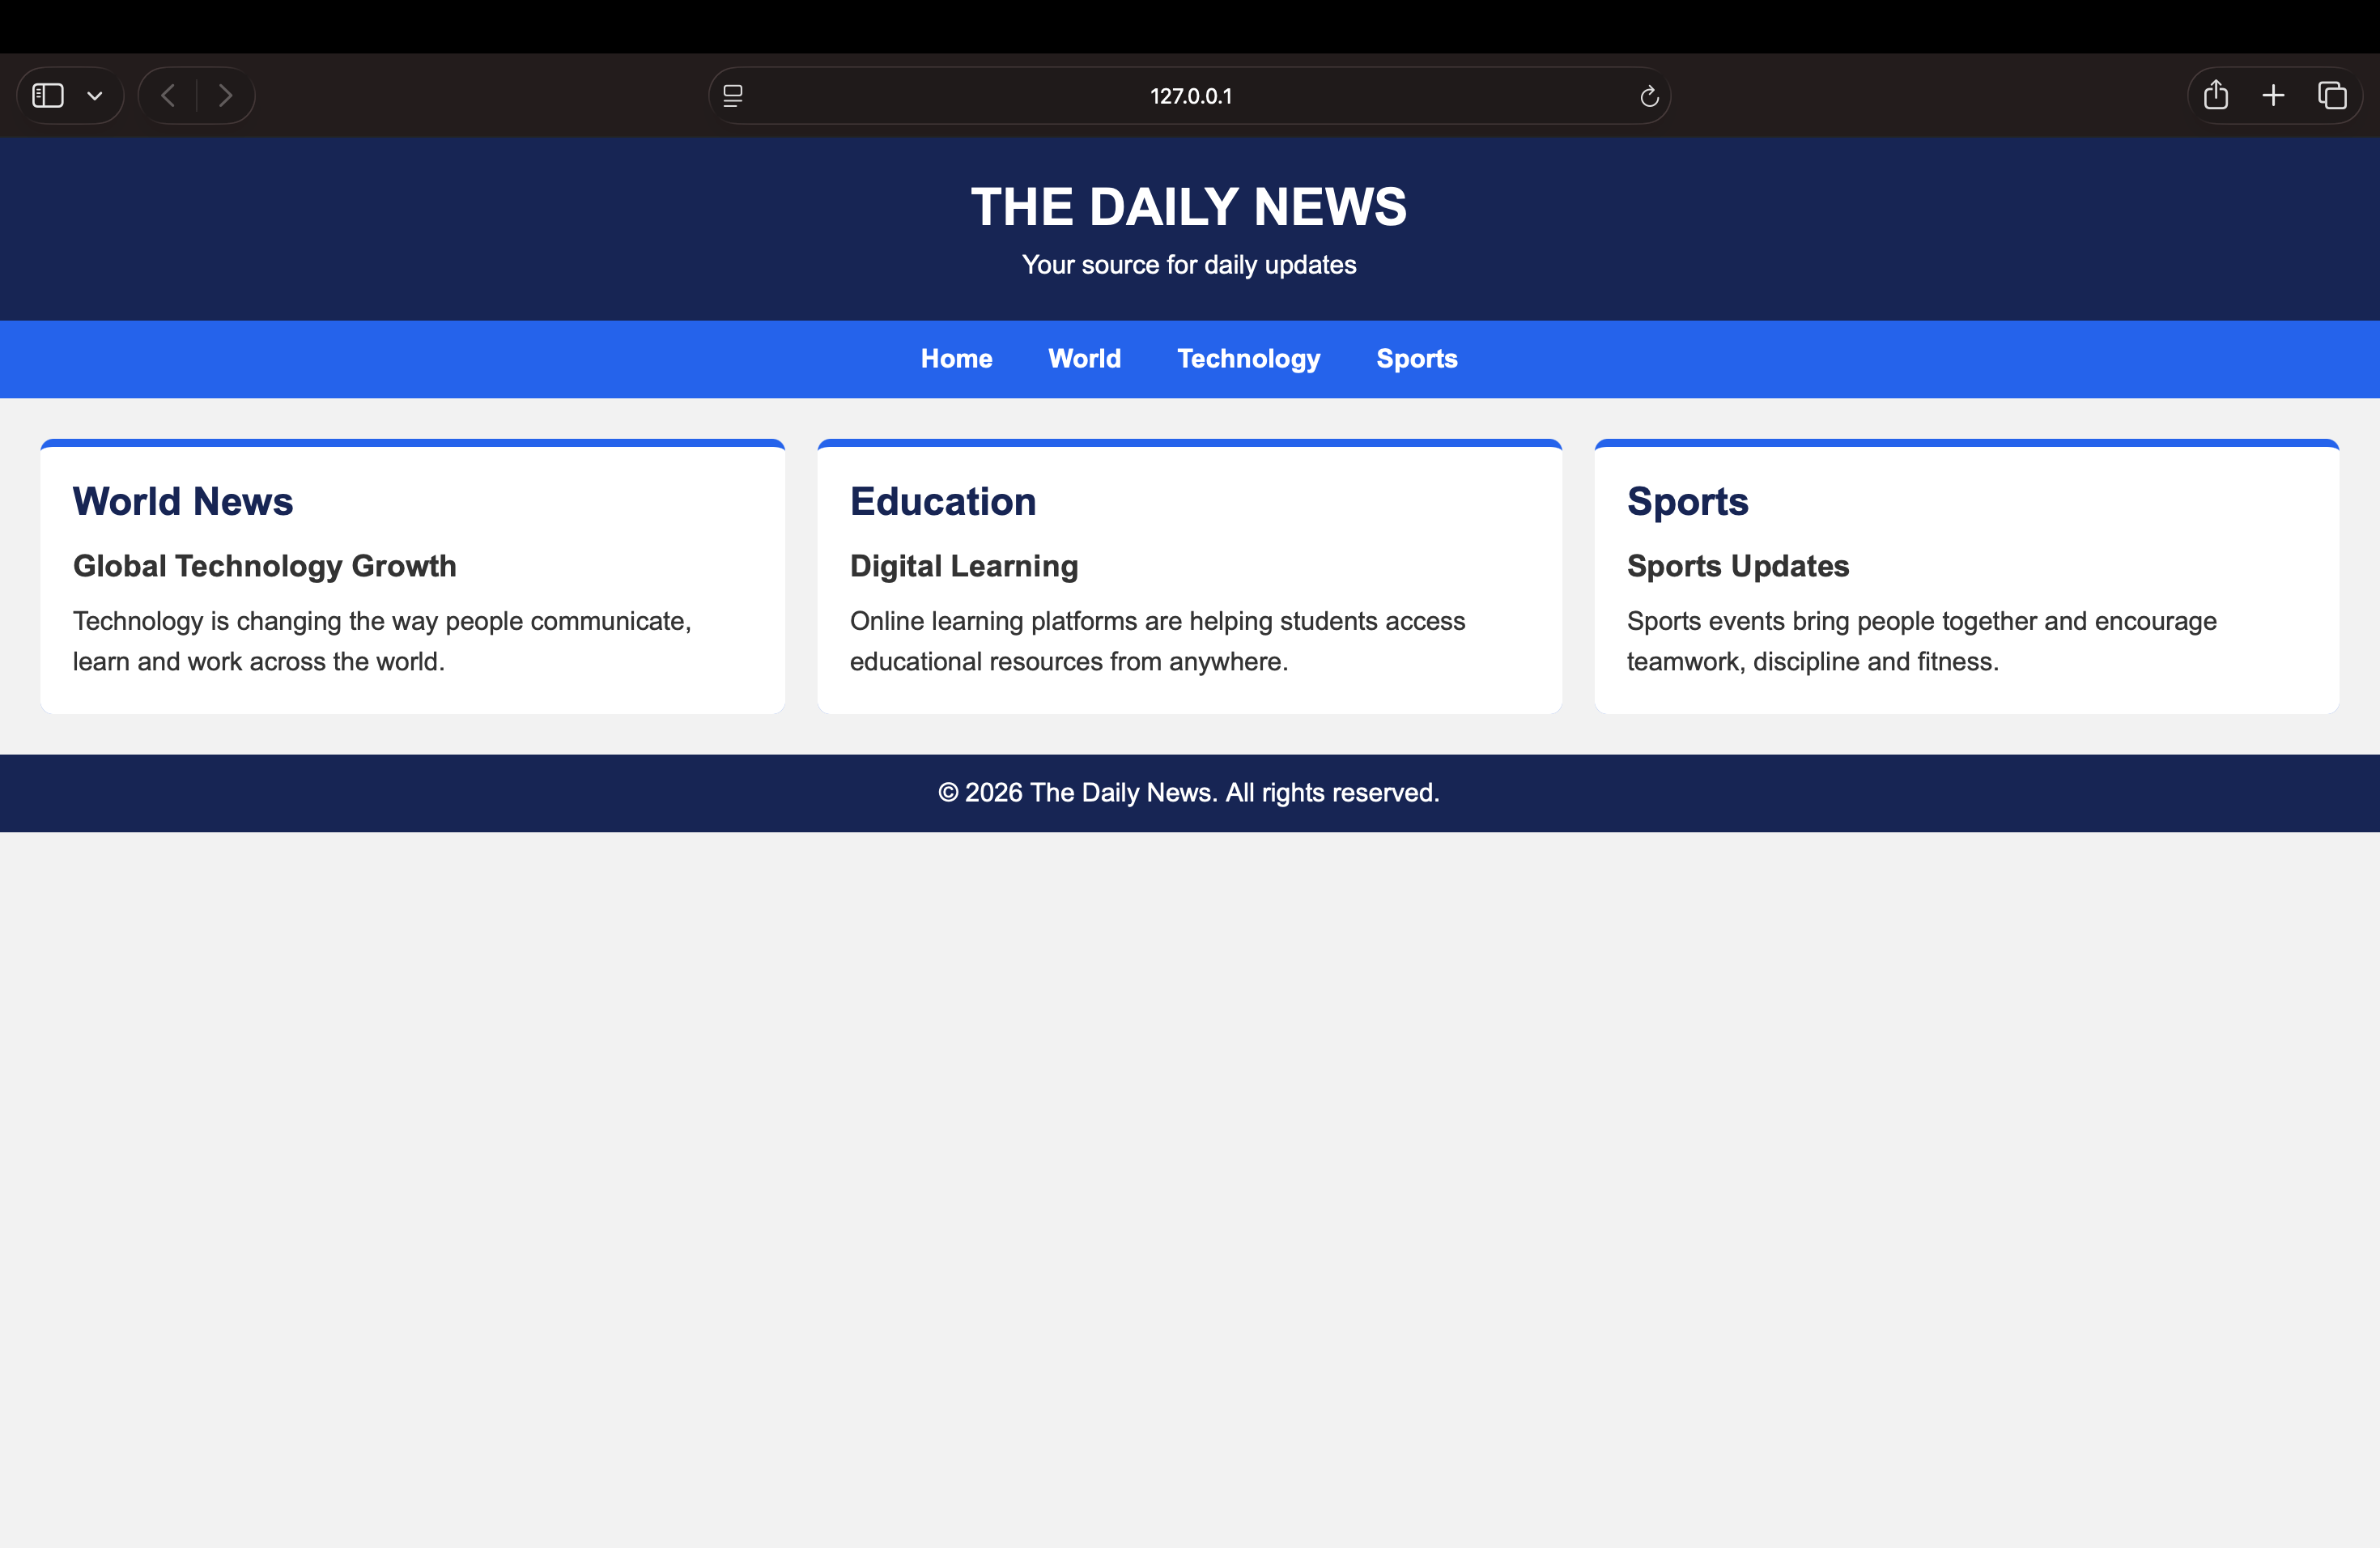 127.0.0.1
THE DAILY NEWS
Your source for daily updates
Home World Technology Sports
World News
Global Technology Growth
Technology is changing the way people communicate,
learn and work across the world.
Education
Digital Learning
Online learning platforms are helping students access
educational resources from anywhere.
Sports
Sports Updates
Sports events bring people together and encourage
teamwork, discipline and fitness.
© 2026 The Daily News. All rights reserved.